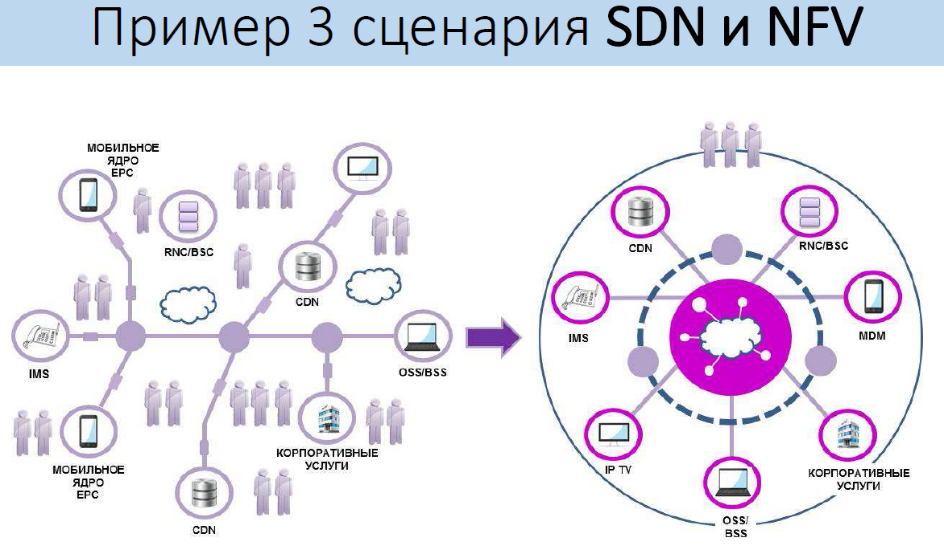 Пример 3 сценария SDN и NFV
МОБИЛЬНОЕ
ЯДРО
EPC
RNC/BSC
CDN
IMS
OSS/BSS
МОБИЛЬНОЕ
ЯДРО
EPC
КОРПОРАТИВНЫЕ
УСЛУГИ
CDN
CDN
RNC/BSC
IMS
MDM
IP TV
КОРПОРАТИВНЫЕ
УСЛУГИ
OSS/
BSS